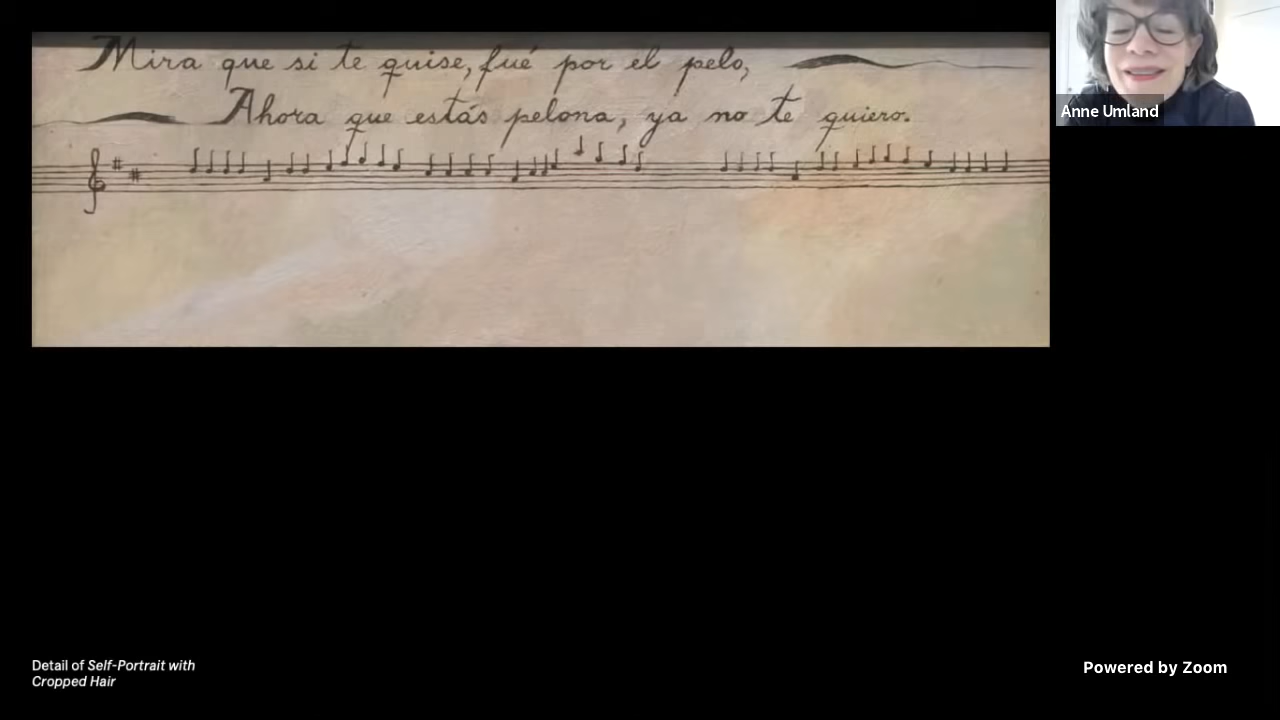 Mira que si te quise, fué por el pelo,
Ahora que estás pelona, ya no te quiero.
Anne Umland
Detail of Self-Portrait with
Cropped Hair
Powered by Zoom